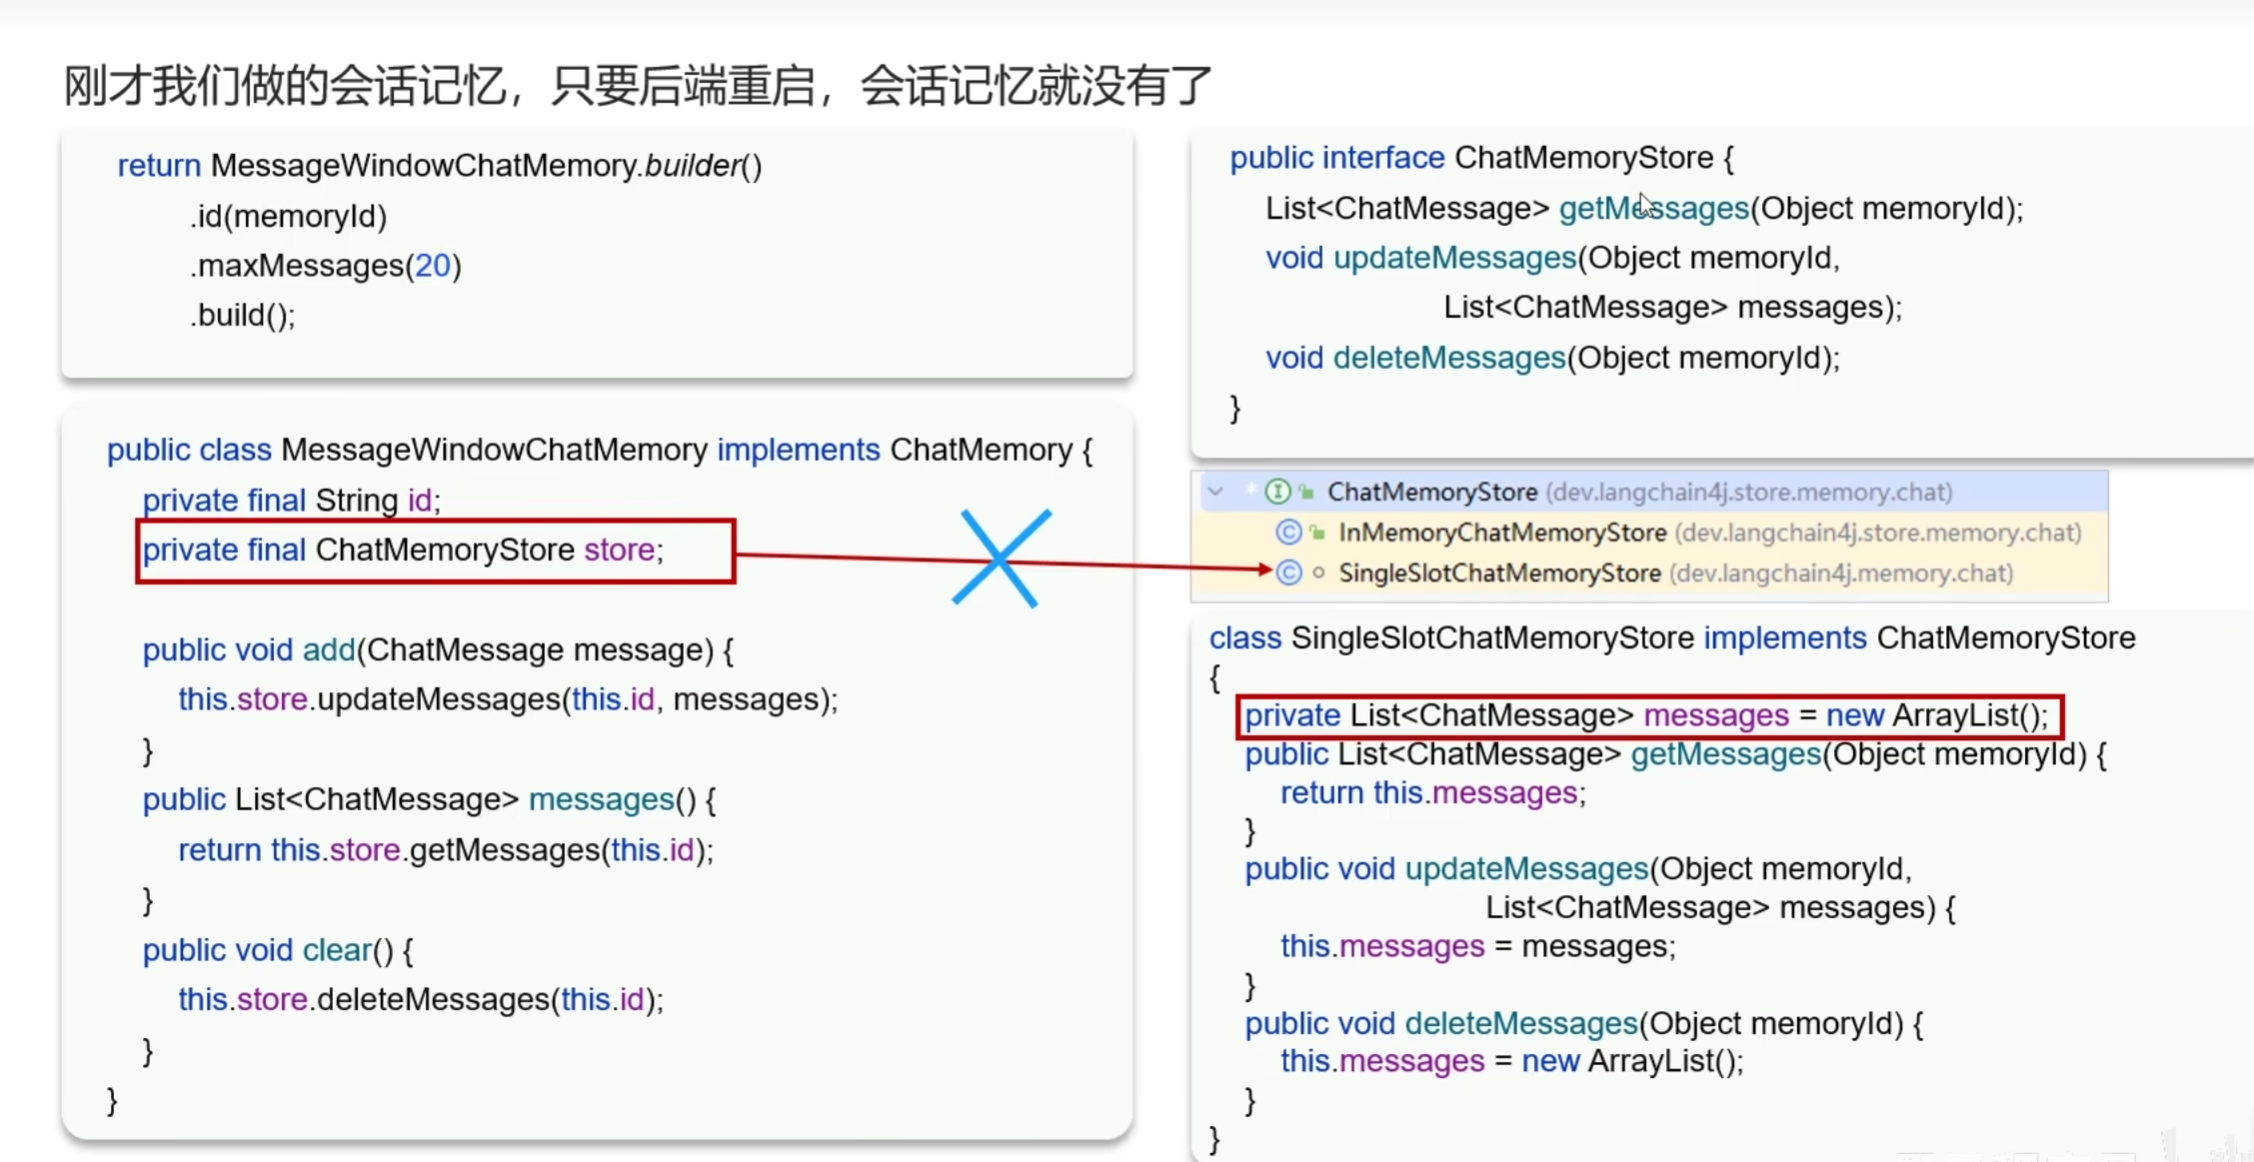 刚才我们做的会话记忆，只要后端重启，会话记忆就没有了
return MessageWindowChatMemory.builder()
.id(memoryId)
.maxMessages(20)
.build();
public class MessageWindowChatMemory implements ChatMemory {
private final String id;
private final ChatMemoryStore store;
public void add(ChatMessage message) {
this.store.updateMessages(this.id, messages);
}
public List<ChatMessage> messages() {
return this.store.getMessages(this.id);
}
public void clear() {
this.store.deleteMessages(this.id);
}
}
public interface ChatMemoryStore {
List<ChatMessage> getMessages(Object memoryId);
void updateMessages(Object memoryId,
List<ChatMessage> messages);
void deleteMessages(Object memoryId);
}
ChatMemoryStore (dev.langchain4j.store.memory.chat)
InMemoryChatMemoryStore (dev.langchain4j.store.memory.chat)
SingleSlotChatMemoryStore (dev.langchain4j.memory.chat)
class SingleSlotChatMemoryStore implements ChatMemoryStore
{
private List<ChatMessage> messages = new ArrayList();
public List<ChatMessage> getMessages(Object memoryId) {
return this.messages;
}
public void updateMessages(Object memoryId,
List<ChatMessage> messages) {
this.messages = messages;
}
public void deleteMessages(Object memoryId) {
this.messages = new ArrayList();
}
}